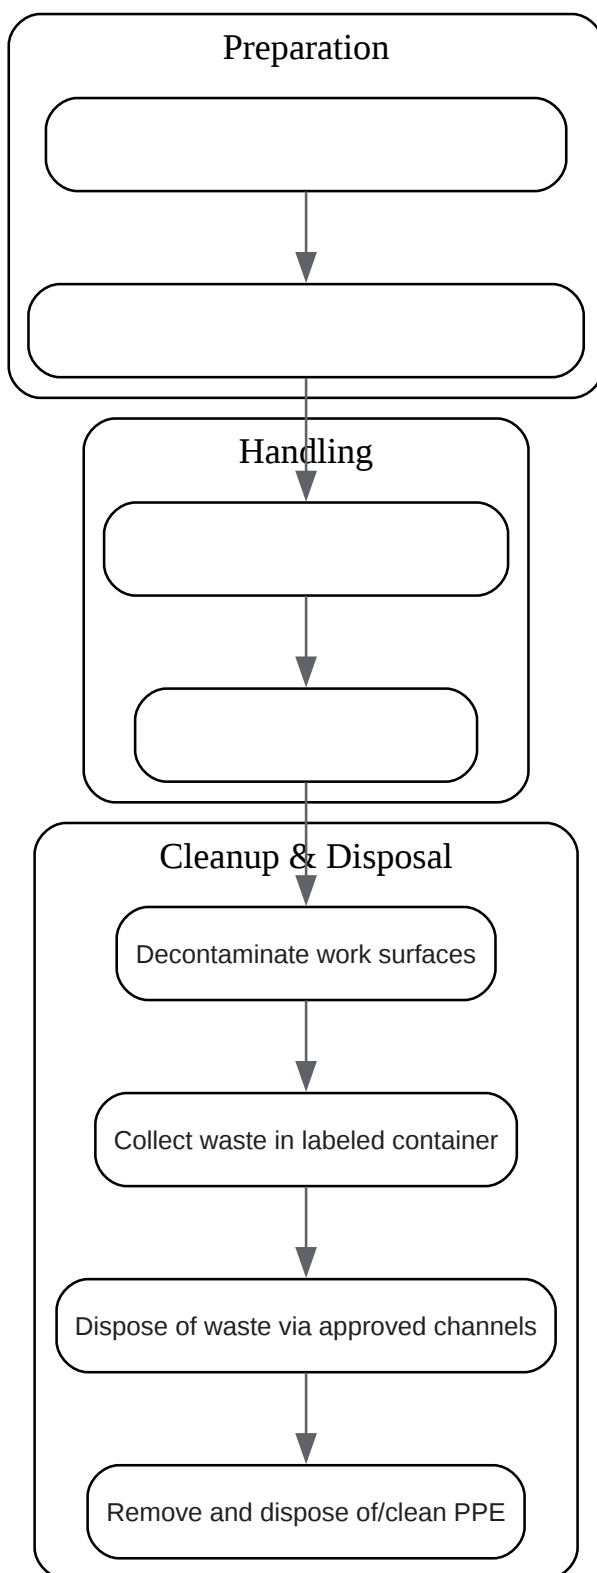 Preparation
Handling
Cleanup & Disposal
Decontaminate work surfaces
Collect waste in labeled container
Dispose of waste via approved channels
Remove and dispose of/clean PPE